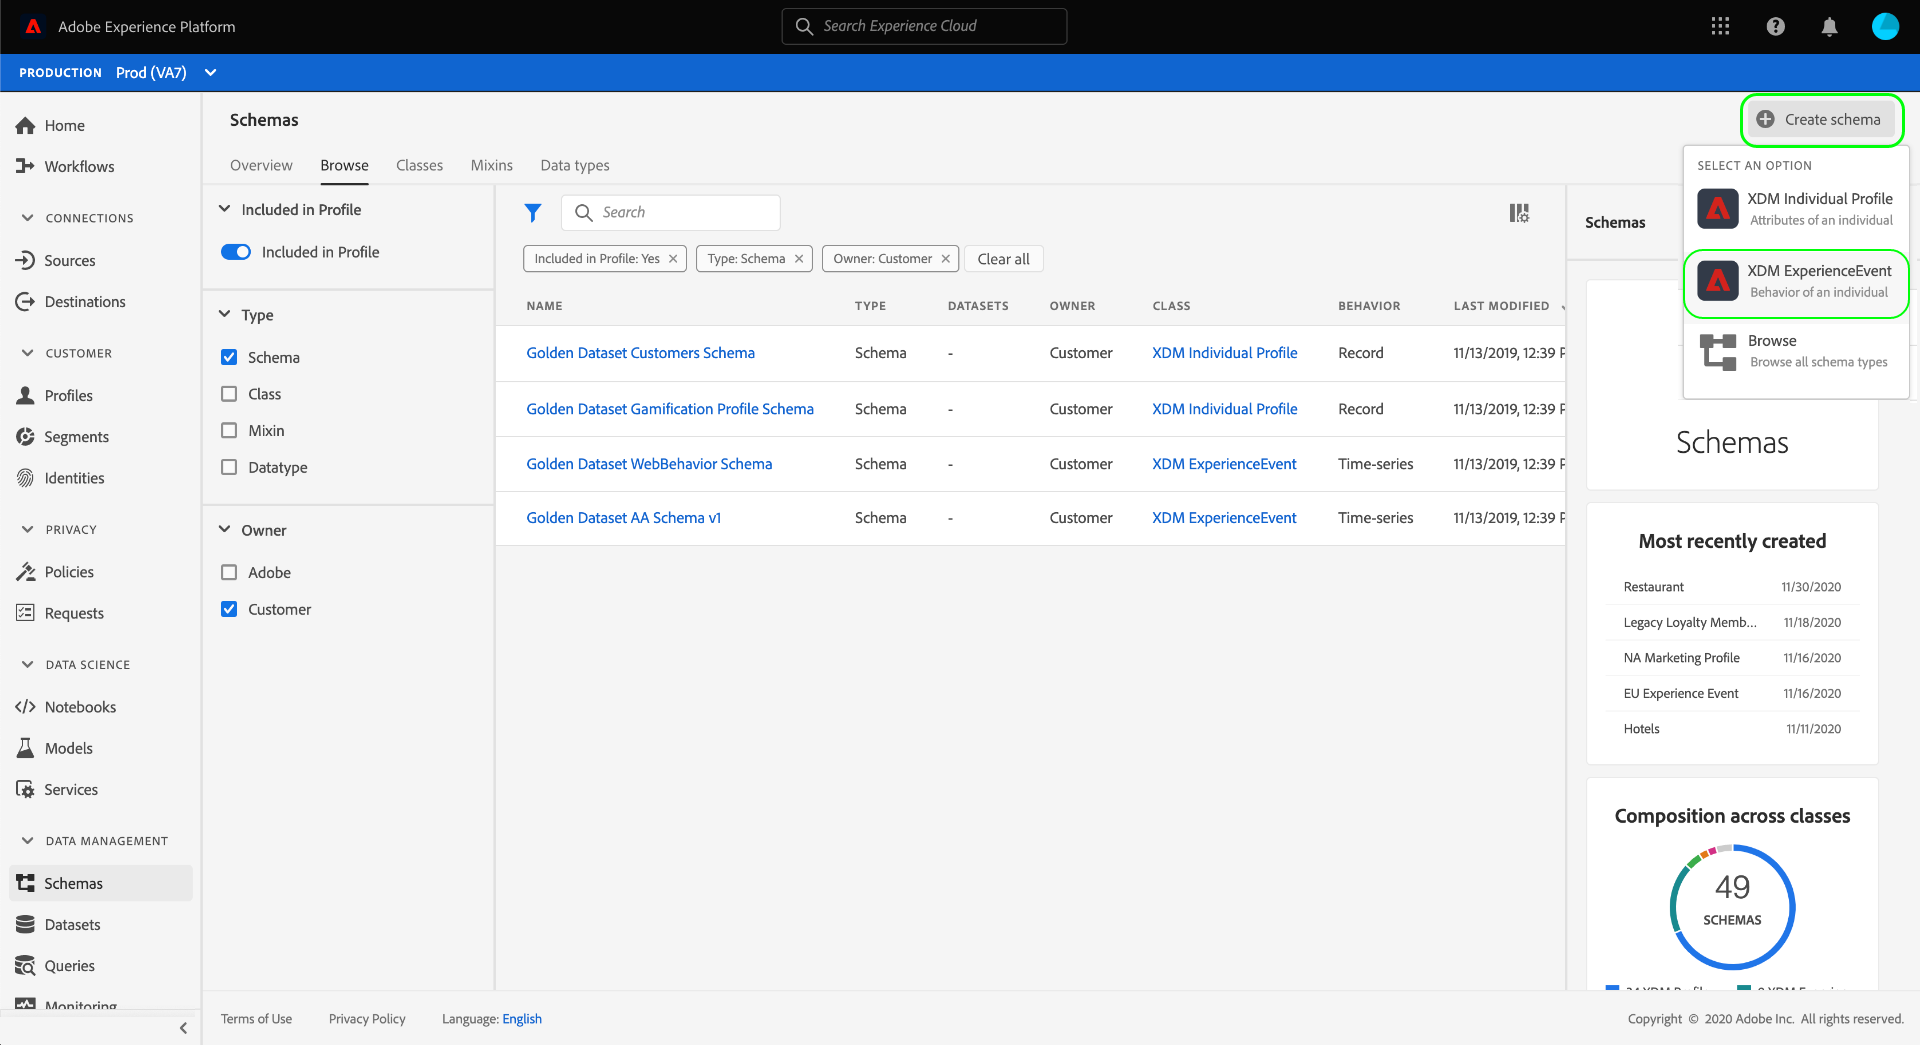 Adobe Experience Platform
Search Experience Cloud
PRODUCTION Prod (VA7)
Home
Workflows
CONNECTIONS
Sources
Destinations
CUSTOMER
Profiles
Segments
Identities
PRIVACY
Policies
Requests
DATA SCIENCE
Notebooks
Models
Services
DATA MANAGEMENT
Schemas
Datasets
Queries
Monitoring
Schemas
Create schema
Overview Browse Classes Mixins Data types
SELECT AN OPTION
XDM Individual Profile
Attributes of an individual
XDM ExperienceEvent
Behavior of an individual
Browse
Browse all schema types
Included in Profile
Included in Profile
Type
Schema
Class
Mixin
Datatype
Owner
Adobe
Customer
Search
Included in Profile: Yes Type: Schema Owner: Customer Clear all
NAME TYPE DATASETS OWNER CLASS BEHAVIOR LAST MODIFIED
Golden Dataset Customers Schema Schema - Customer XDM Individual Profile Record 11/13/2019, 12:39 P
Golden Dataset Gamification Profile Schema Schema - Customer XDM Individual Profile Record 11/13/2019, 12:39 P
Golden Dataset WebBehavior Schema Schema - Customer XDM ExperienceEvent Time-series 11/13/2019, 12:39 P
Golden Dataset AA Schema v1 Schema - Customer XDM ExperienceEvent Time-series 11/13/2019, 12:39 P
Schemas
Schemas
Most recently created
Restaurant 11/30/2020
Legacy Loyalty Memb... 11/18/2020
NA Marketing Profile 11/16/2020
EU Experience Event 11/16/2020
Hotels 11/11/2020
Composition across classes
49
SCHEMAS
Terms of Use Privacy Policy Language: English
Copyright © 2020 Adobe Inc. All rights reserved.